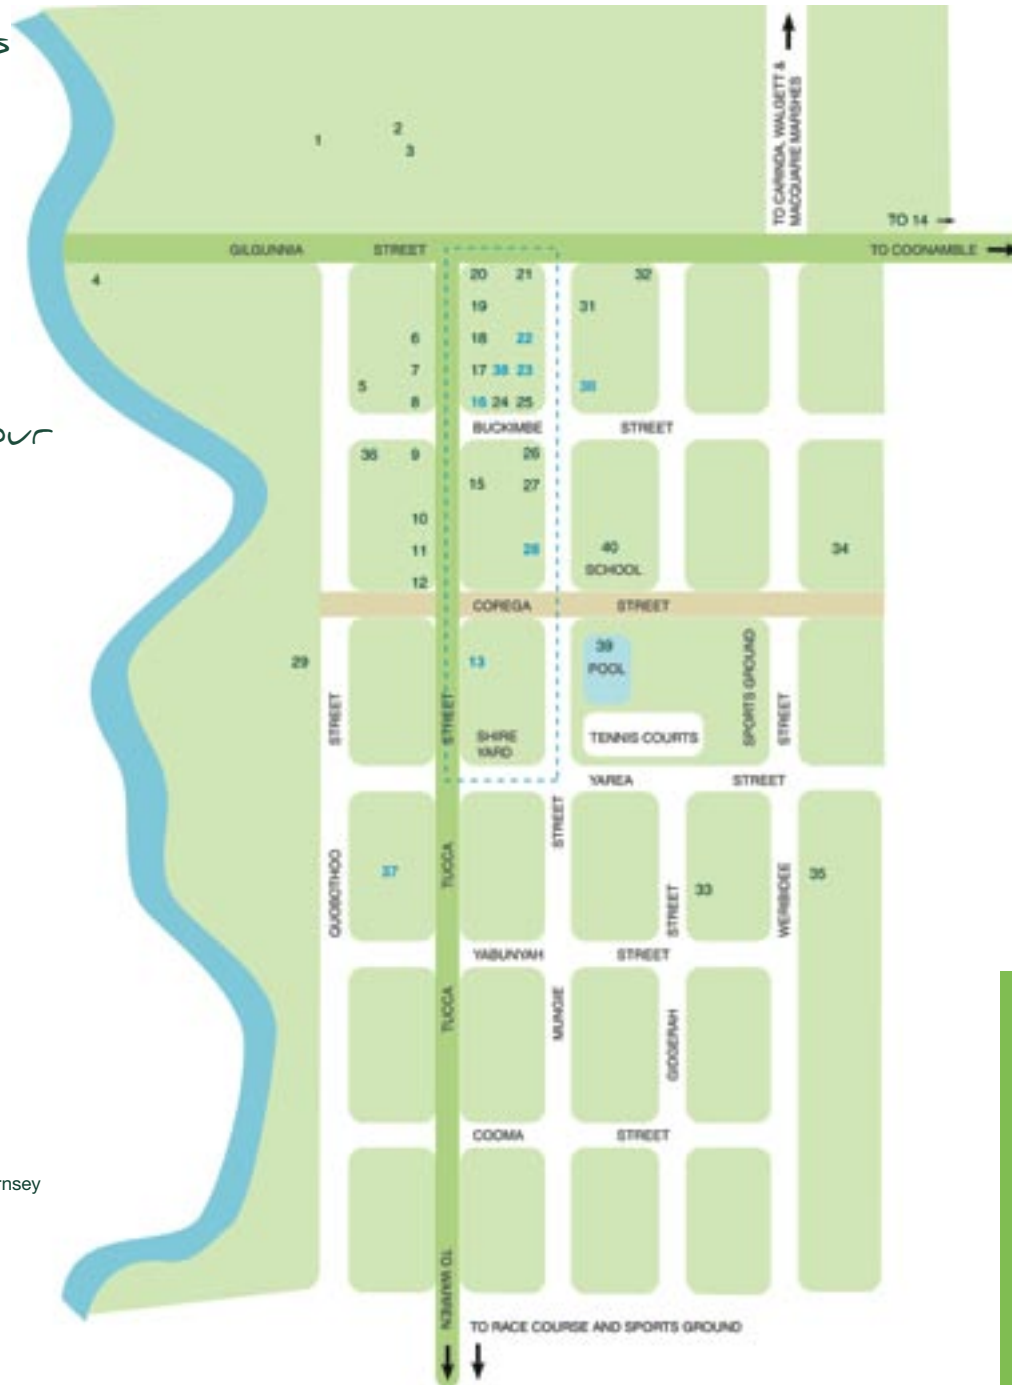 s
TO CARINDA, WALGETT &
MACQUARIE MARSHES
1
2
3
TO 14
GILGUNNIA STREET
TO COONAMBLE
4
20 21 32
19 31
6 18 22
7 17 38 23
5 38
8 16 24 25
BUCKIMBE STREET
our
36 9 26
15 27
10
11 28 40 34
SCHOOL
12
COREGA STREET
29 13 39
POOL
SPORTS GROUND
STREET
STREET
STREET
SHIRE
YARD
TENNIS COURTS
YAREA STREET
STREET
QUOBOTHOO
37
TUCCA
STREET
33
WERBIDEE
35
YABUNYAH STREET
TUCCA
MUNGIE
GIDGERAH
COOMA STREET
rnsey
TO WARREN
TO RACE COURSE AND SPORTS GROUND